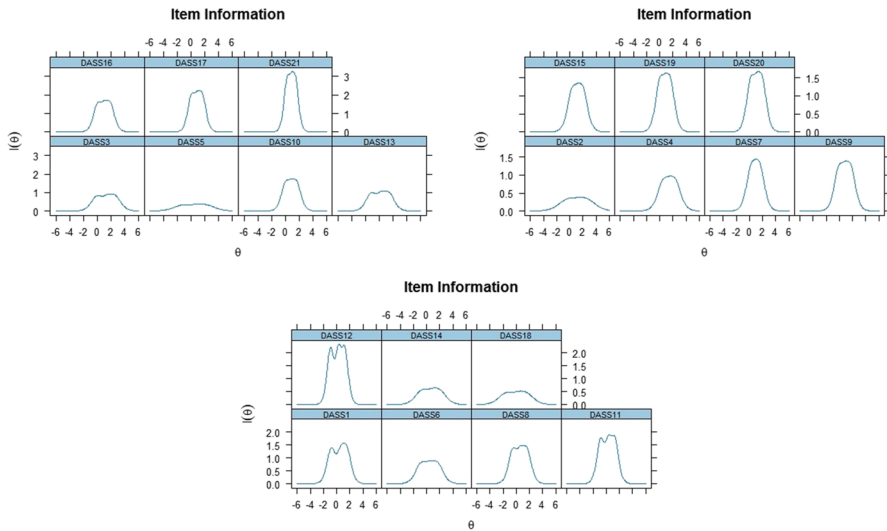 Item Information
-6 -4 -2 0 2 4 6
DASS16 DASS17 DASS21
3
2
1
0
DASS3 DASS5 DASS10 DASS13
3
2
1
0
I(θ)
-6 -4 -2 0 2 4 6 -6 -4 -2 0 2 4 6
θ
Item Information
-6 -4 -2 0 2 4 6
DASS15 DASS19 DASS20
1.5
1.0
0.5
0.0
DASS2 DASS4 DASS7 DASS9
1.5
1.0
0.5
0.0
I(θ)
-6 -4 -2 0 2 4 6 -6 -4 -2 0 2 4 6
θ
Item Information
-6 -4 -2 0 2 4 6
DASS12 DASS14 DASS18
2.0
1.5
1.0
0.5
0.0
DASS1 DASS6 DASS8 DASS11
2.0
1.5
1.0
0.5
0.0
I(θ)
-6 -4 -2 0 2 4 6 -6 -4 -2 0 2 4 6
θ